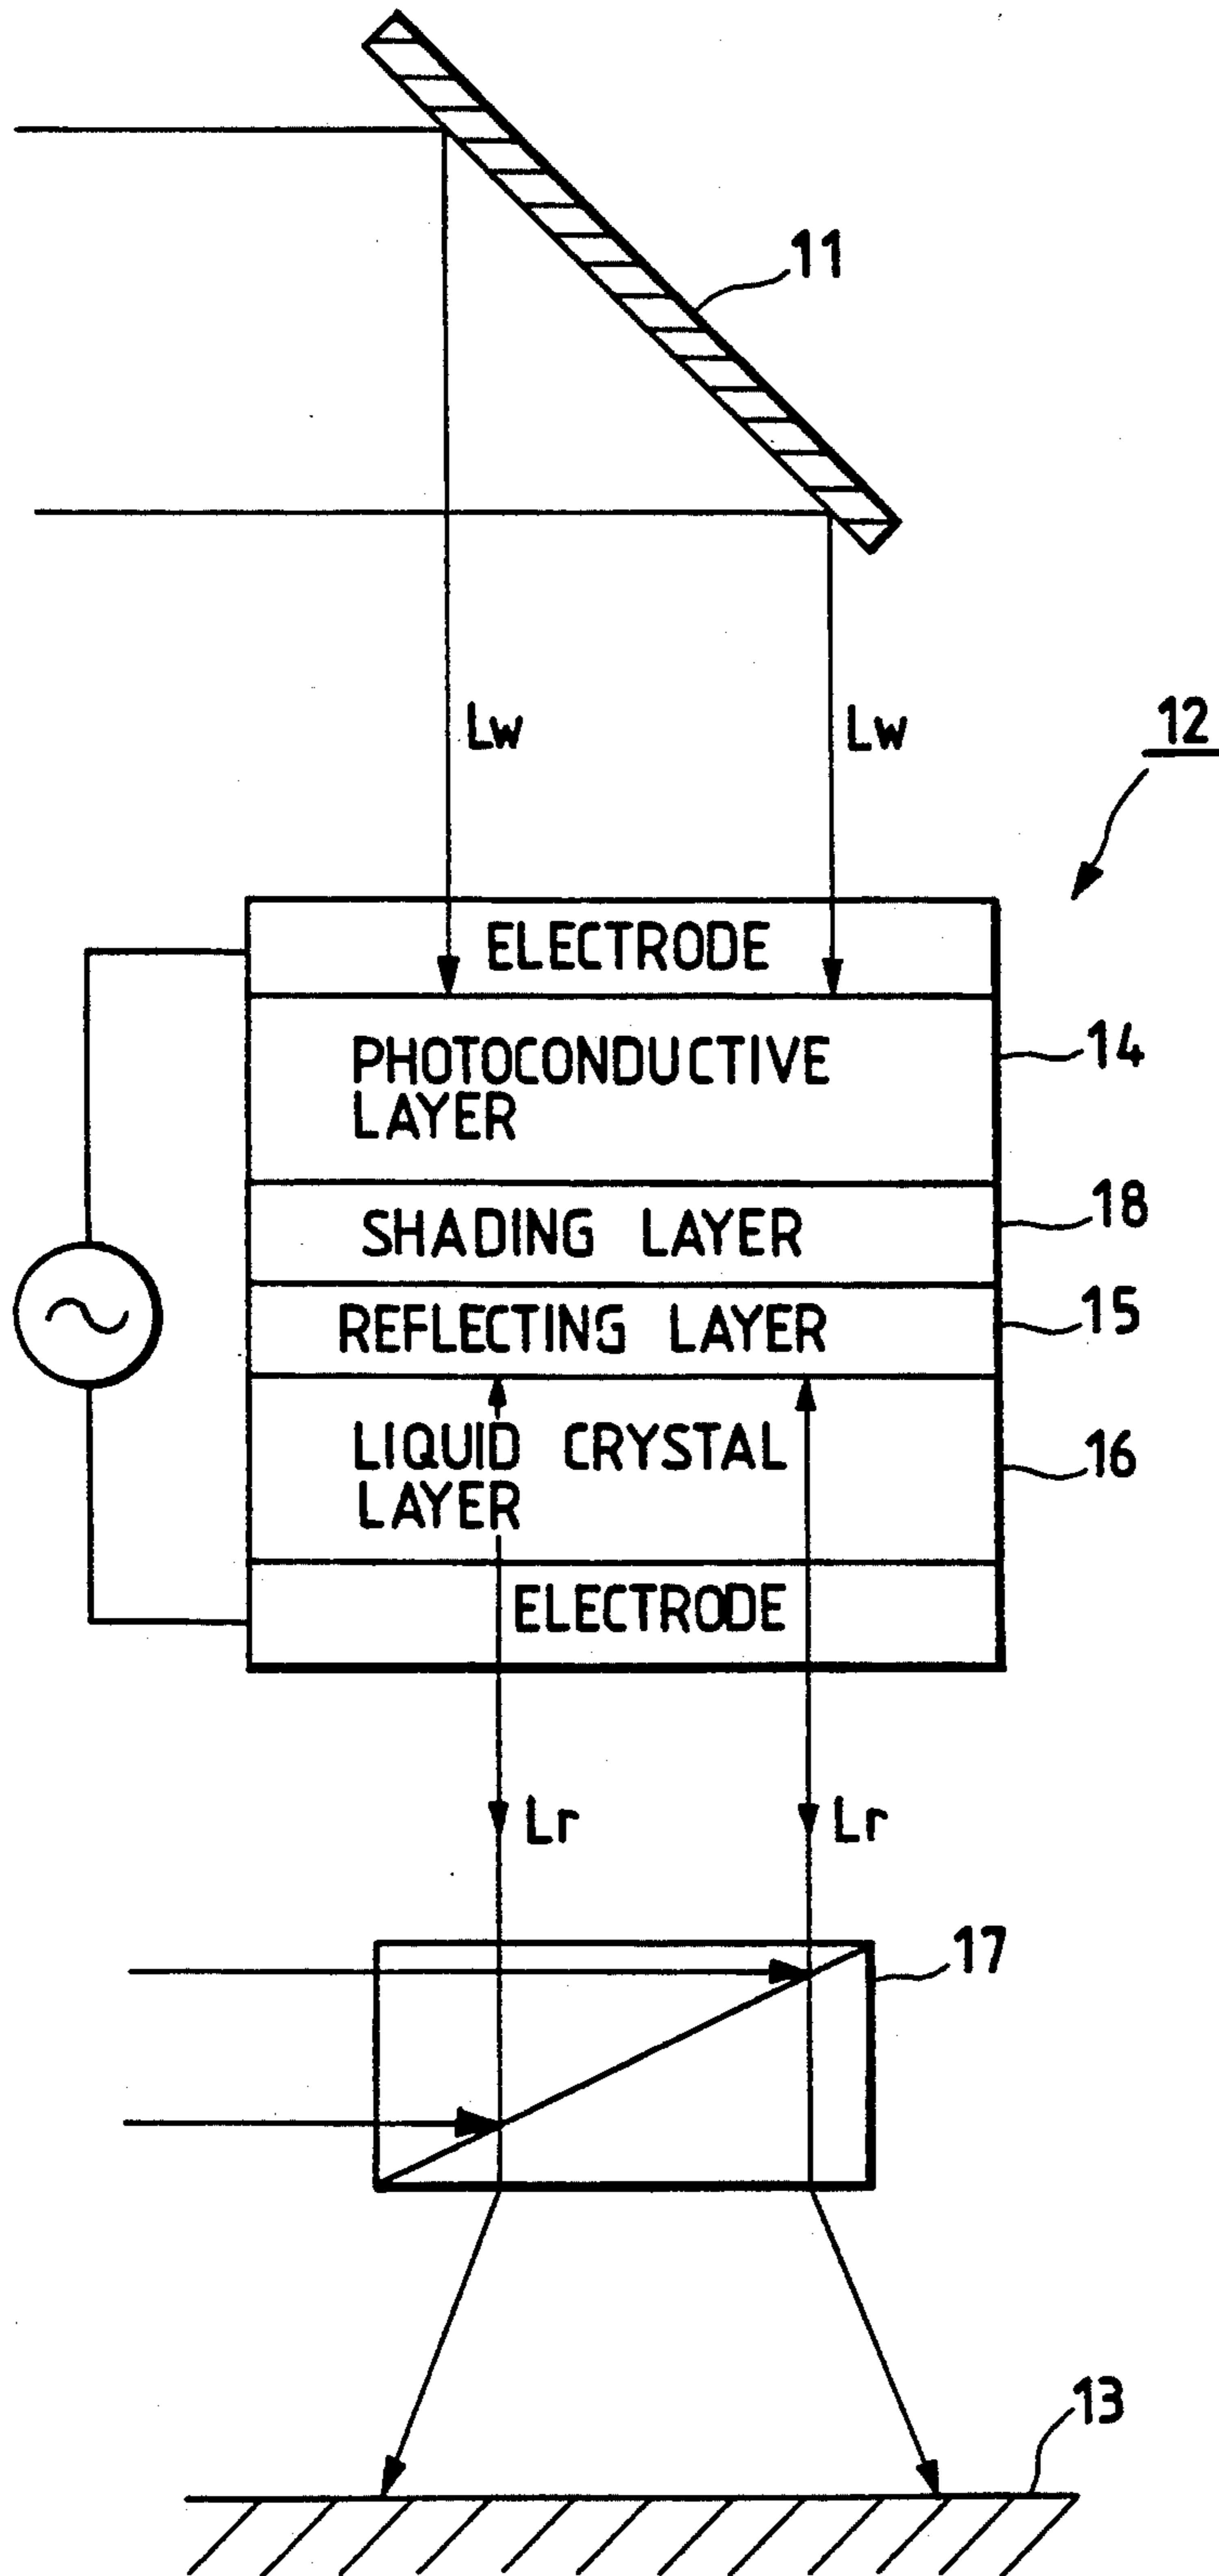 11
Lw
Lw
12
ELECTRODE
PHOTOCONDUCTIVE
LAYER
14
SHADING LAYER
18
REFLECTING LAYER
15
LIQUID CRYSTAL
LAYER
16
ELECTRODE
Lr
Lr
17
13